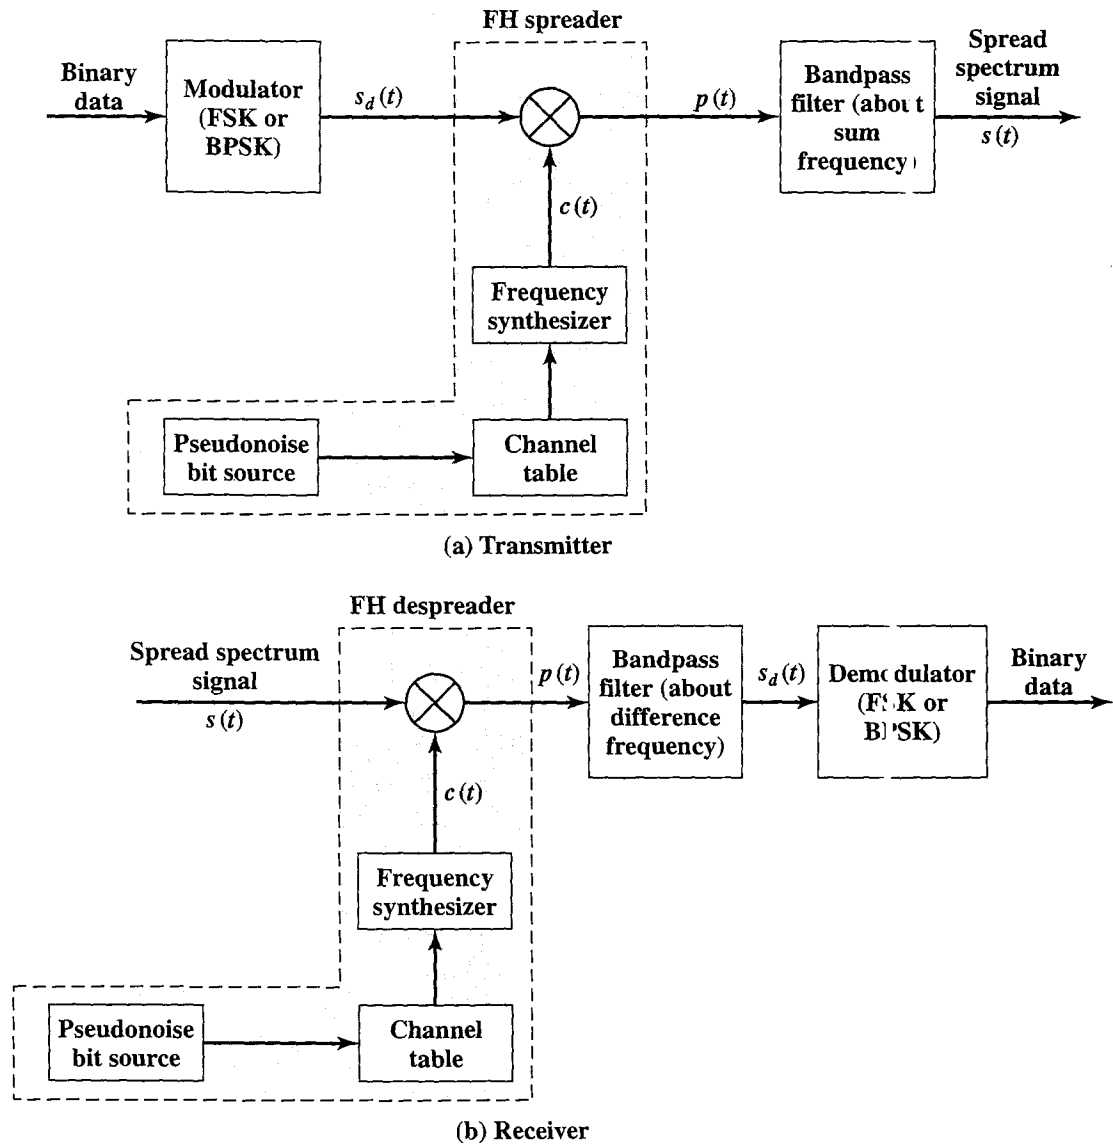 FH spreader
Binary
data
Modulator
(FSK or
BPSK)
s_d(t)
p(t)
Bandpass
filter (about
sum
frequency)
Spread
spectrum
signal
s(t)
c(t)
Frequency
synthesizer
Pseudonoise
bit source
Channel
table
(a) Transmitter
FH despreader
Spread spectrum
signal
s(t)
p(t)
Bandpass
filter (about
difference
frequency)
s_d(t)
Demodulator
(FSK or
BPSK)
Binary
data
c(t)
Frequency
synthesizer
Pseudonoise
bit source
Channel
table
(b) Receiver